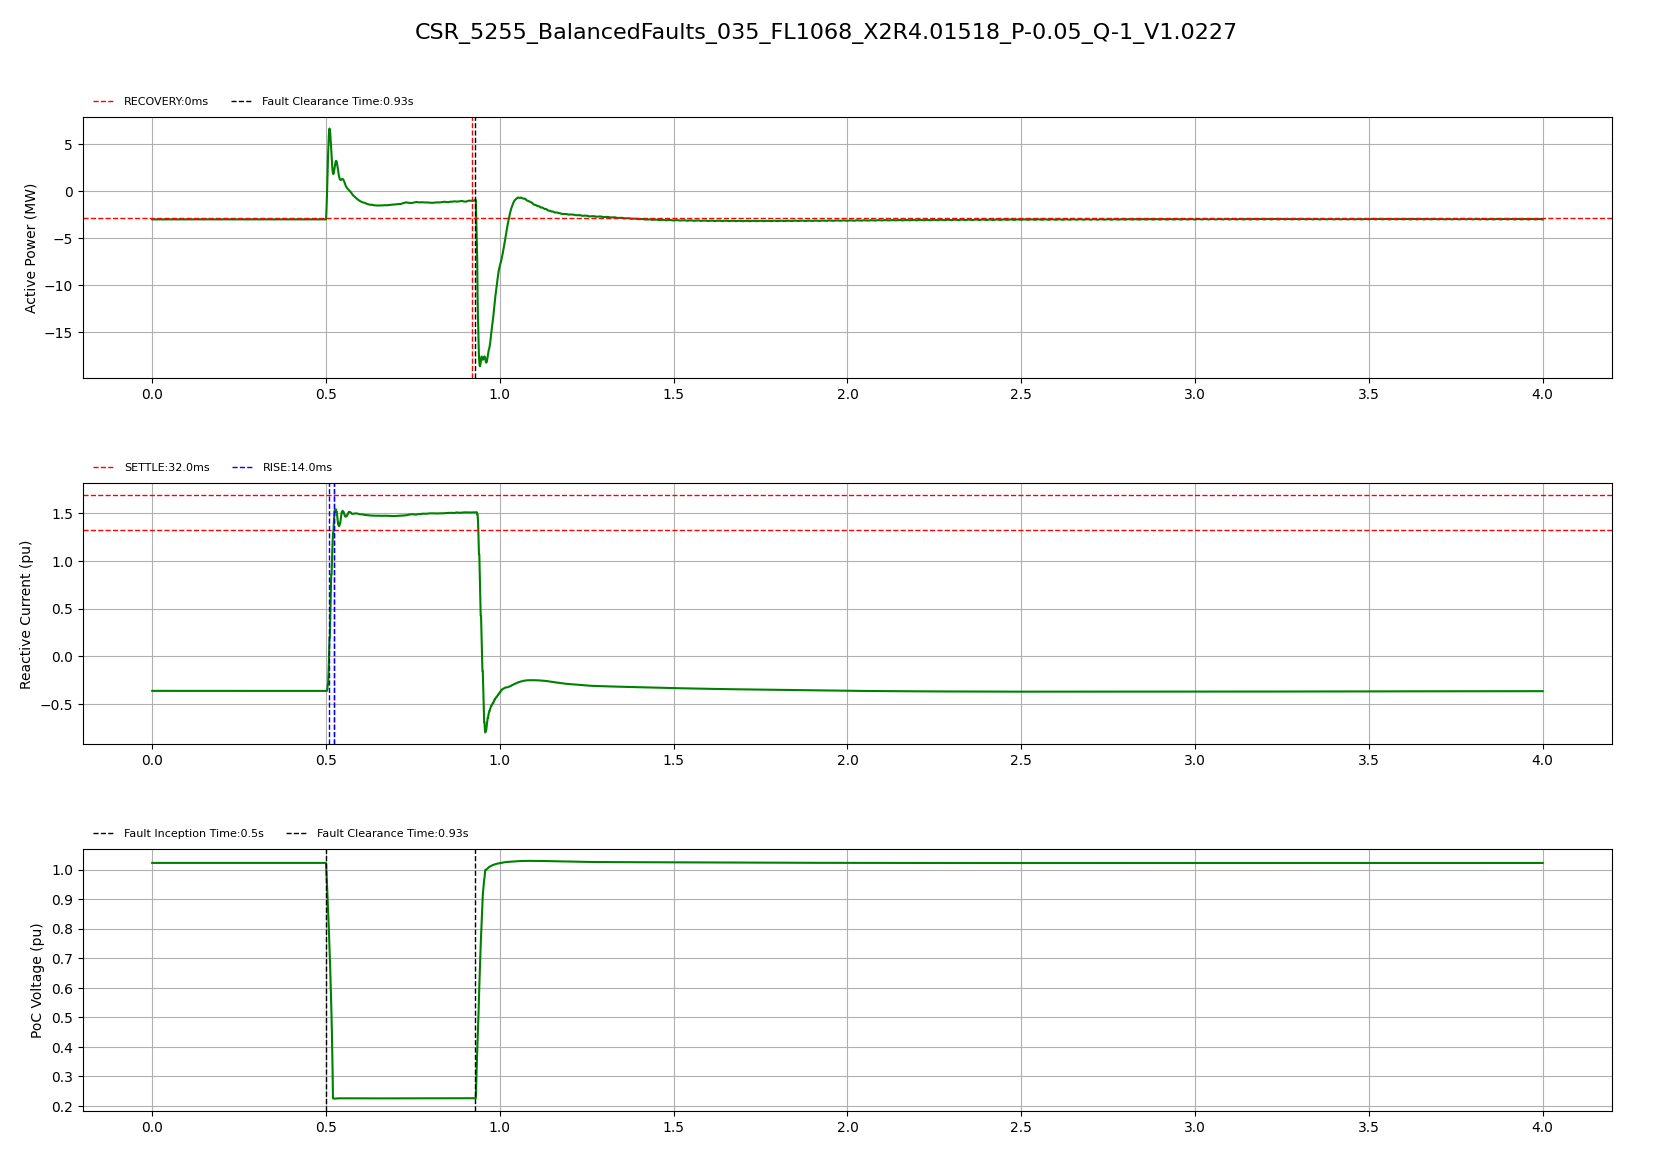 CSR_5255_BalancedFaults_035_FL1068_X2R4.01518_P-0.05_Q-1_V1.0227
RECOVERY:0ms Fault Clearance Time:0.93s
Active Power (MW)
5
0
−5
−10
−15
0.0 0.5 1.0 1.5 2.0 2.5 3.0 3.5 4.0
SETTLE:32.0ms RISE:14.0ms
Reactive Current (pu)
1.5
1.0
0.5
0.0
−0.5
0.0 0.5 1.0 1.5 2.0 2.5 3.0 3.5 4.0
Fault Inception Time:0.5s Fault Clearance Time:0.93s
PoC Voltage (pu)
1.0
0.9
0.8
0.7
0.6
0.5
0.4
0.3
0.2
0.0 0.5 1.0 1.5 2.0 2.5 3.0 3.5 4.0